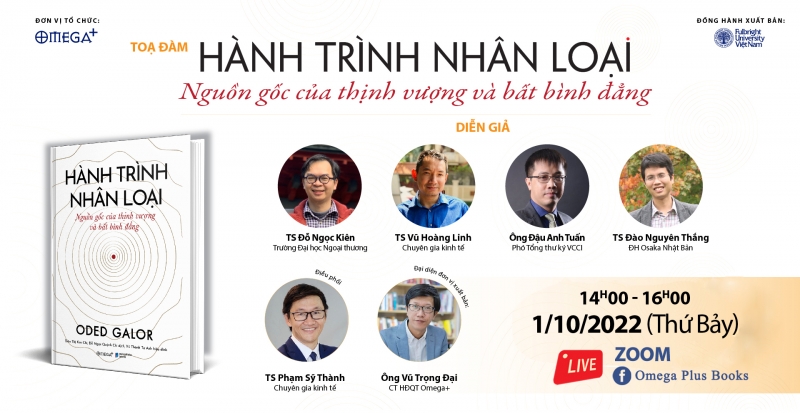 ĐƠN VỊ TỔ CHỨC:
OMEGA+
ĐỒNG HÀNH XUẤT BẢN:
Fulbright
University
Việt Nam
TOẠ ĐÀM
HÀNH TRÌNH NHÂN LOẠI
Nguồn gốc của thịnh vượng và bất bình đẳng
DIỄN GIẢ
HÀNH TRÌNH
NHÂN LOẠI
Nguồn gốc của thịnh vượng
và bất bình đẳng
ODED GALOR
OMEGA+
TS Đỗ Ngọc Kiên
Trường Đại học Ngoại thương
TS Vũ Hoàng Linh
Chuyên gia kinh tế
Ông Đậu Anh Tuấn
Phó Tổng thư ký VCCI
TS Đào Nguyên Thắng
ĐH Osaka Nhật Bản
Điều phối
TS Phạm Sỹ Thành
Chuyên gia kinh tế
Đại diện đơn vị xuất bản:
Ông Vũ Trọng Đại
CT HĐQT Omega+
14H00 - 16H00
1/10/2022 (Thứ Bảy)
LIVE
ZOOM
f Omega Plus Books